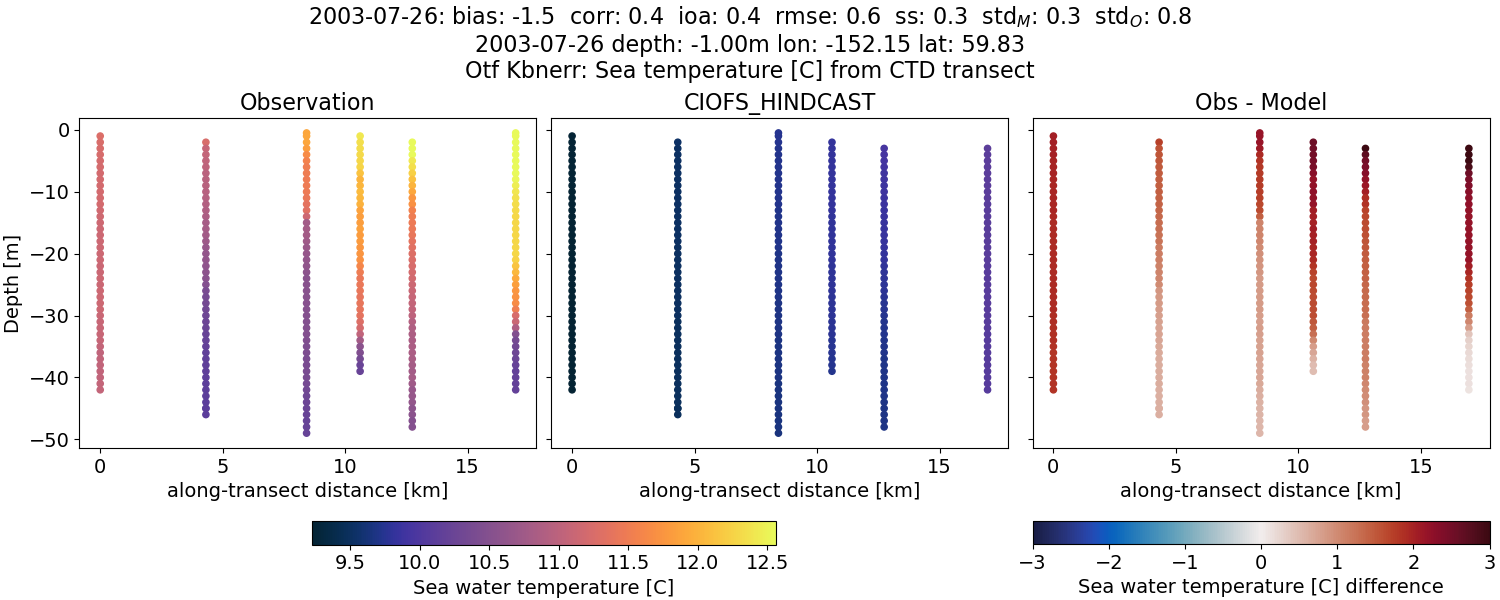 2003-07-26: bias: -1.5  corr: 0.4  ioa: 0.4  rmse: 0.6  ss: 0.3  std_M: 0.3  std_O: 0.8
2003-07-26 depth: -1.00m lon: -152.15 lat: 59.83
Otf Kbnerr: Sea temperature [C] from CTD transect
Observation
CIOFS_HINDCAST
Obs - Model
Depth [m]
0
−10
−20
−30
−40
−50
0 5 10 15
0 5 10 15
0 5 10 15
along-transect distance [km]
along-transect distance [km]
along-transect distance [km]
9.5 10.0 10.5 11.0 11.5 12.0 12.5
Sea water temperature [C]
−3 −2 −1 0 1 2 3
Sea water temperature [C] difference